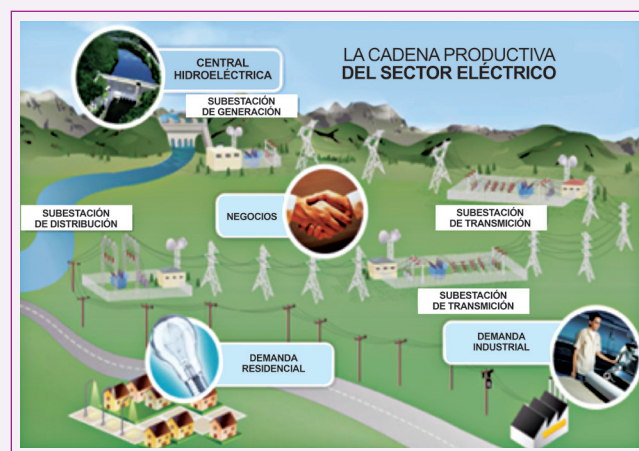 LA CADENA PRODUCTIVA
DEL SECTOR ELÉCTRICO
CENTRAL
HIDROELÉCTRICA
SUBESTACIÓN
DE GENERACIÓN
NEGOCIOS
SUBESTACIÓN
DE TRANSMICIÓN
SUBESTACIÓN
DE DISTRIBUCIÓN
SUBESTACIÓN
DE TRANSMICIÓN
DEMANDA
RESIDENCIAL
DEMANDA
INDUSTRIAL